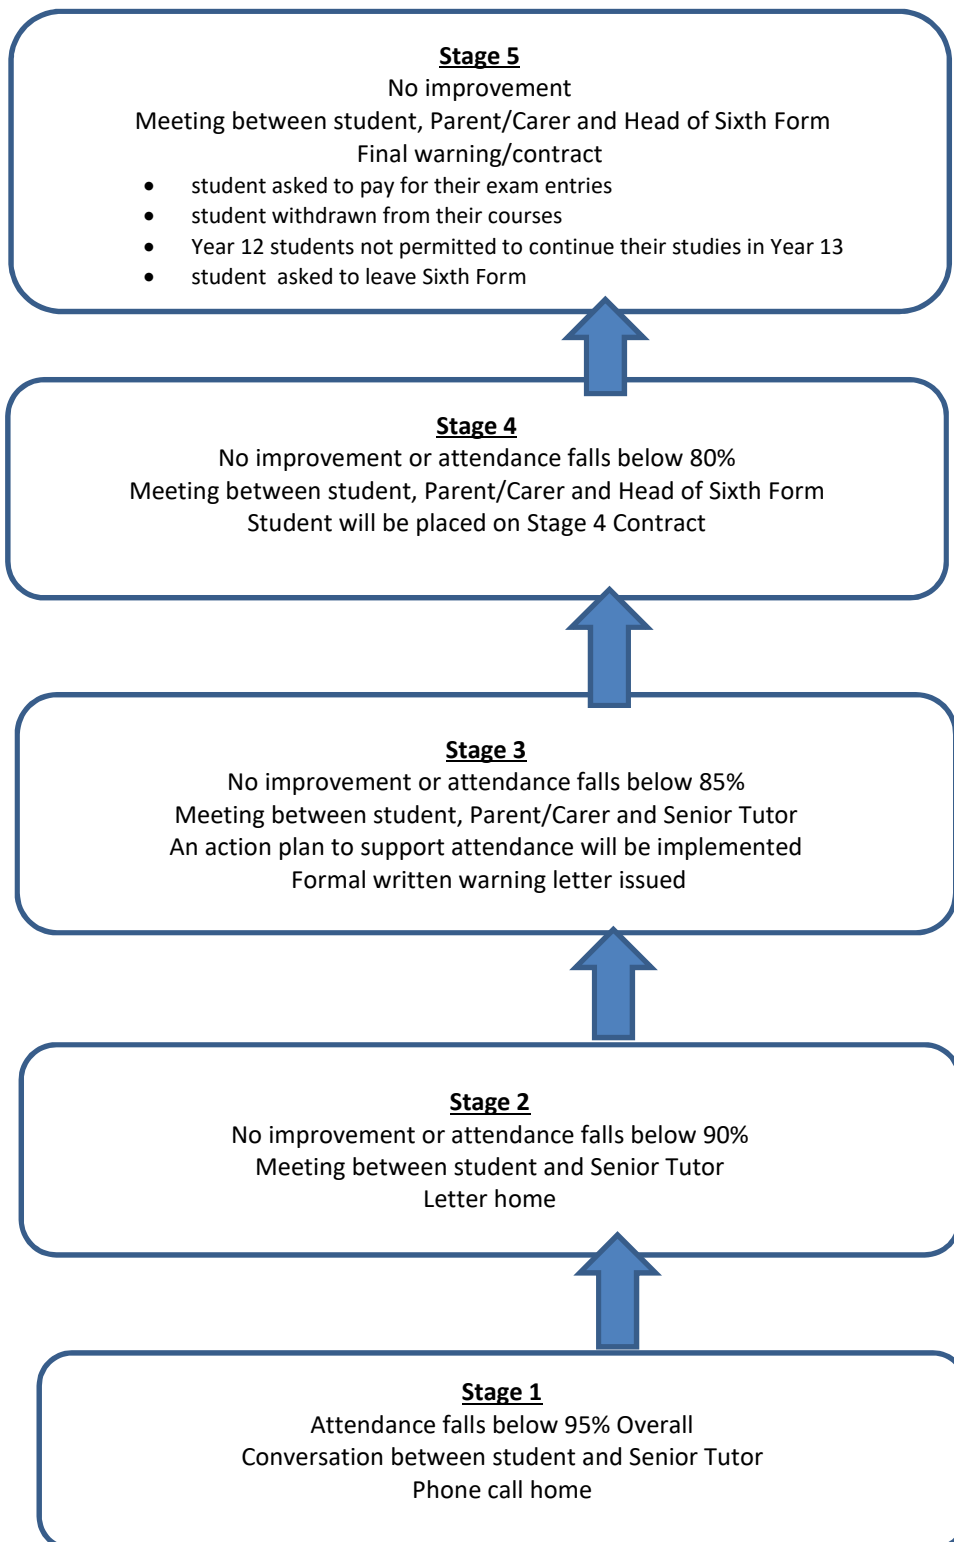 Stage 5
No improvement
Meeting between student, Parent/Carer and Head of Sixth Form
Final warning/contract
• student asked to pay for their exam entries
• student withdrawn from their courses
• Year 12 students not permitted to continue their studies in Year 13
• student  asked to leave Sixth Form
Stage 4
No improvement or attendance falls below 80%
Meeting between student, Parent/Carer and Head of Sixth Form
Student will be placed on Stage 4 Contract
Stage 3
No improvement or attendance falls below 85%
Meeting between student, Parent/Carer and Senior Tutor
An action plan to support attendance will be implemented
Formal written warning letter issued
Stage 2
No improvement or attendance falls below 90%
Meeting between student and Senior Tutor
Letter home
Stage 1
Attendance falls below 95% Overall
Conversation between student and Senior Tutor
Phone call home